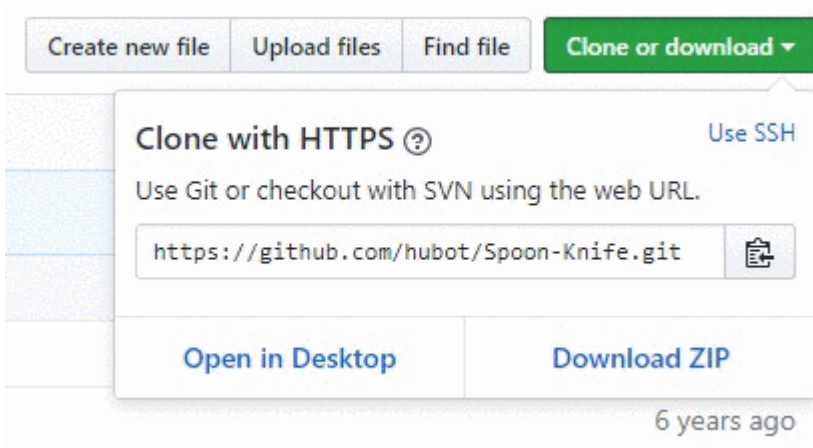 Create new file Upload files Find file Clone or download
Clone with HTTPS Use SSH
Use Git or checkout with SVN using the web URL.
https://github.com/hubot/Spoon-Knife.git
Open in Desktop Download ZIP
6 years ago